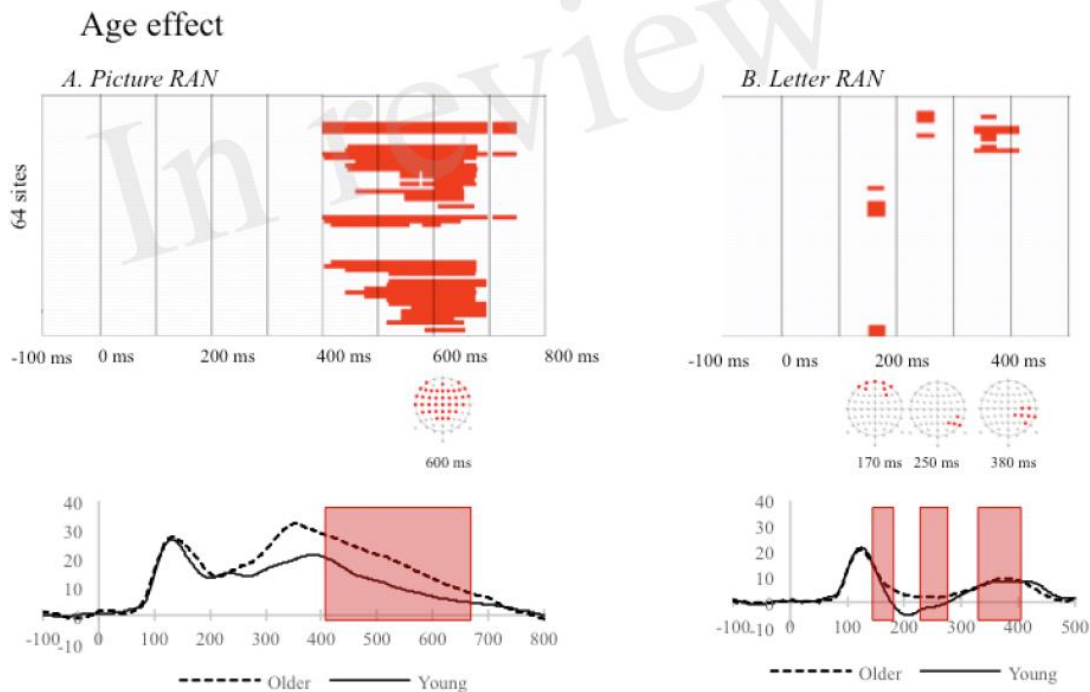 In review
Age effect
A. Picture RAN
B. Letter RAN
64 sites
-100 ms 0 ms 200 ms 400 ms 600 ms 800 ms
-100 ms 0 ms 200 ms 400 ms
600 ms
170 ms 250 ms 380 ms
40
30
20
10
0
-10
-100 0 100 200 300 400 500 600 700 800
Older Young
40
30
20
10
0
-10
-100 0 100 200 300 400 500
Older Young